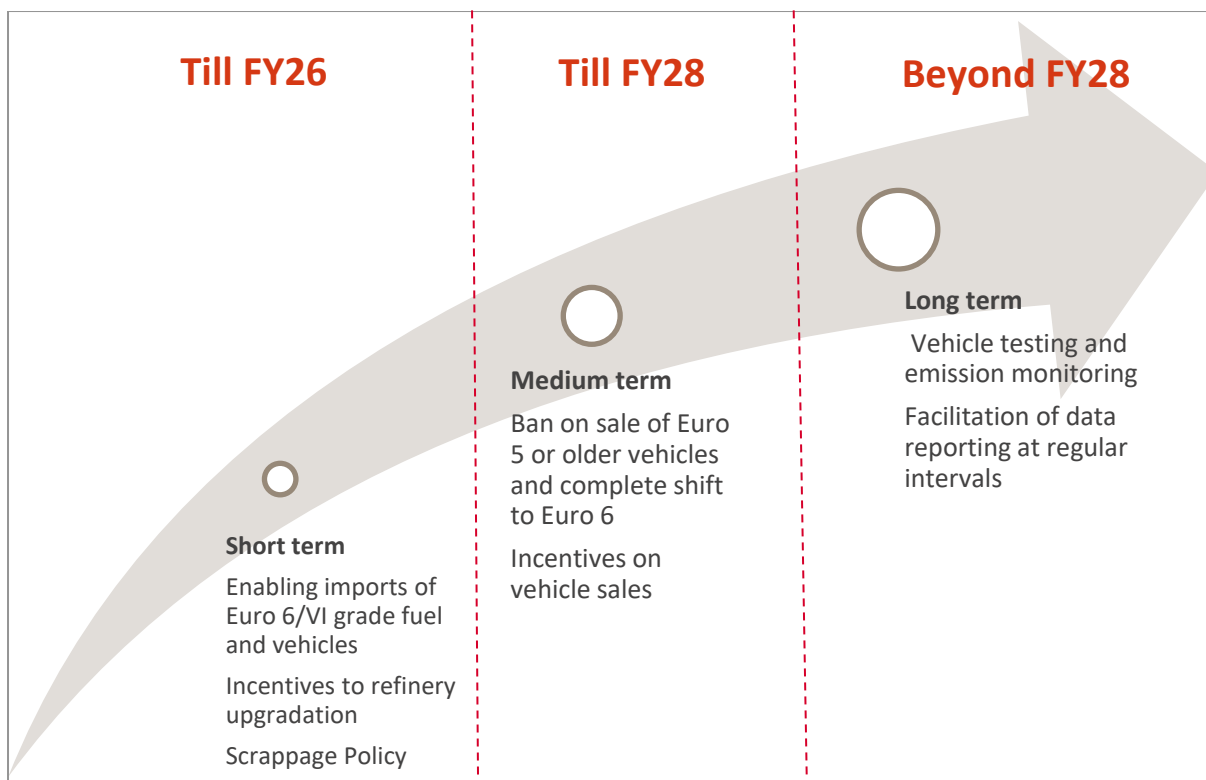 Till FY26
Till FY28
Beyond FY28
Short term
Enabling imports of
Euro 6/VI grade fuel
and vehicles
Incentives to refinery
upgradation
Scrappage Policy
Medium term
Ban on sale of Euro
5 or older vehicles
and complete shift
to Euro 6
Incentives on
vehicle sales
Long term
Vehicle testing and
emission monitoring
Facilitation of data
reporting at regular
intervals